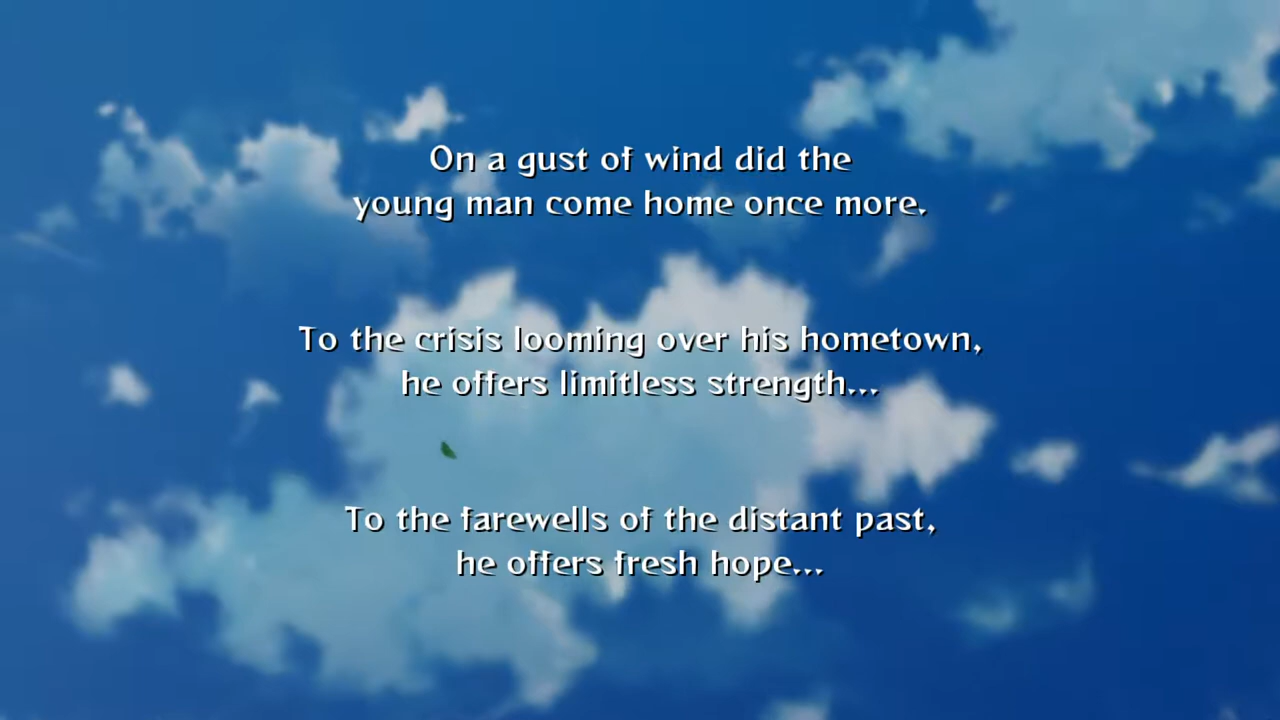 On a gust of wind did the
young man come home once more.
To the crisis looming over his hometown,
he offers limitless strength...
To the farewells of the distant past,
he offers fresh hope...